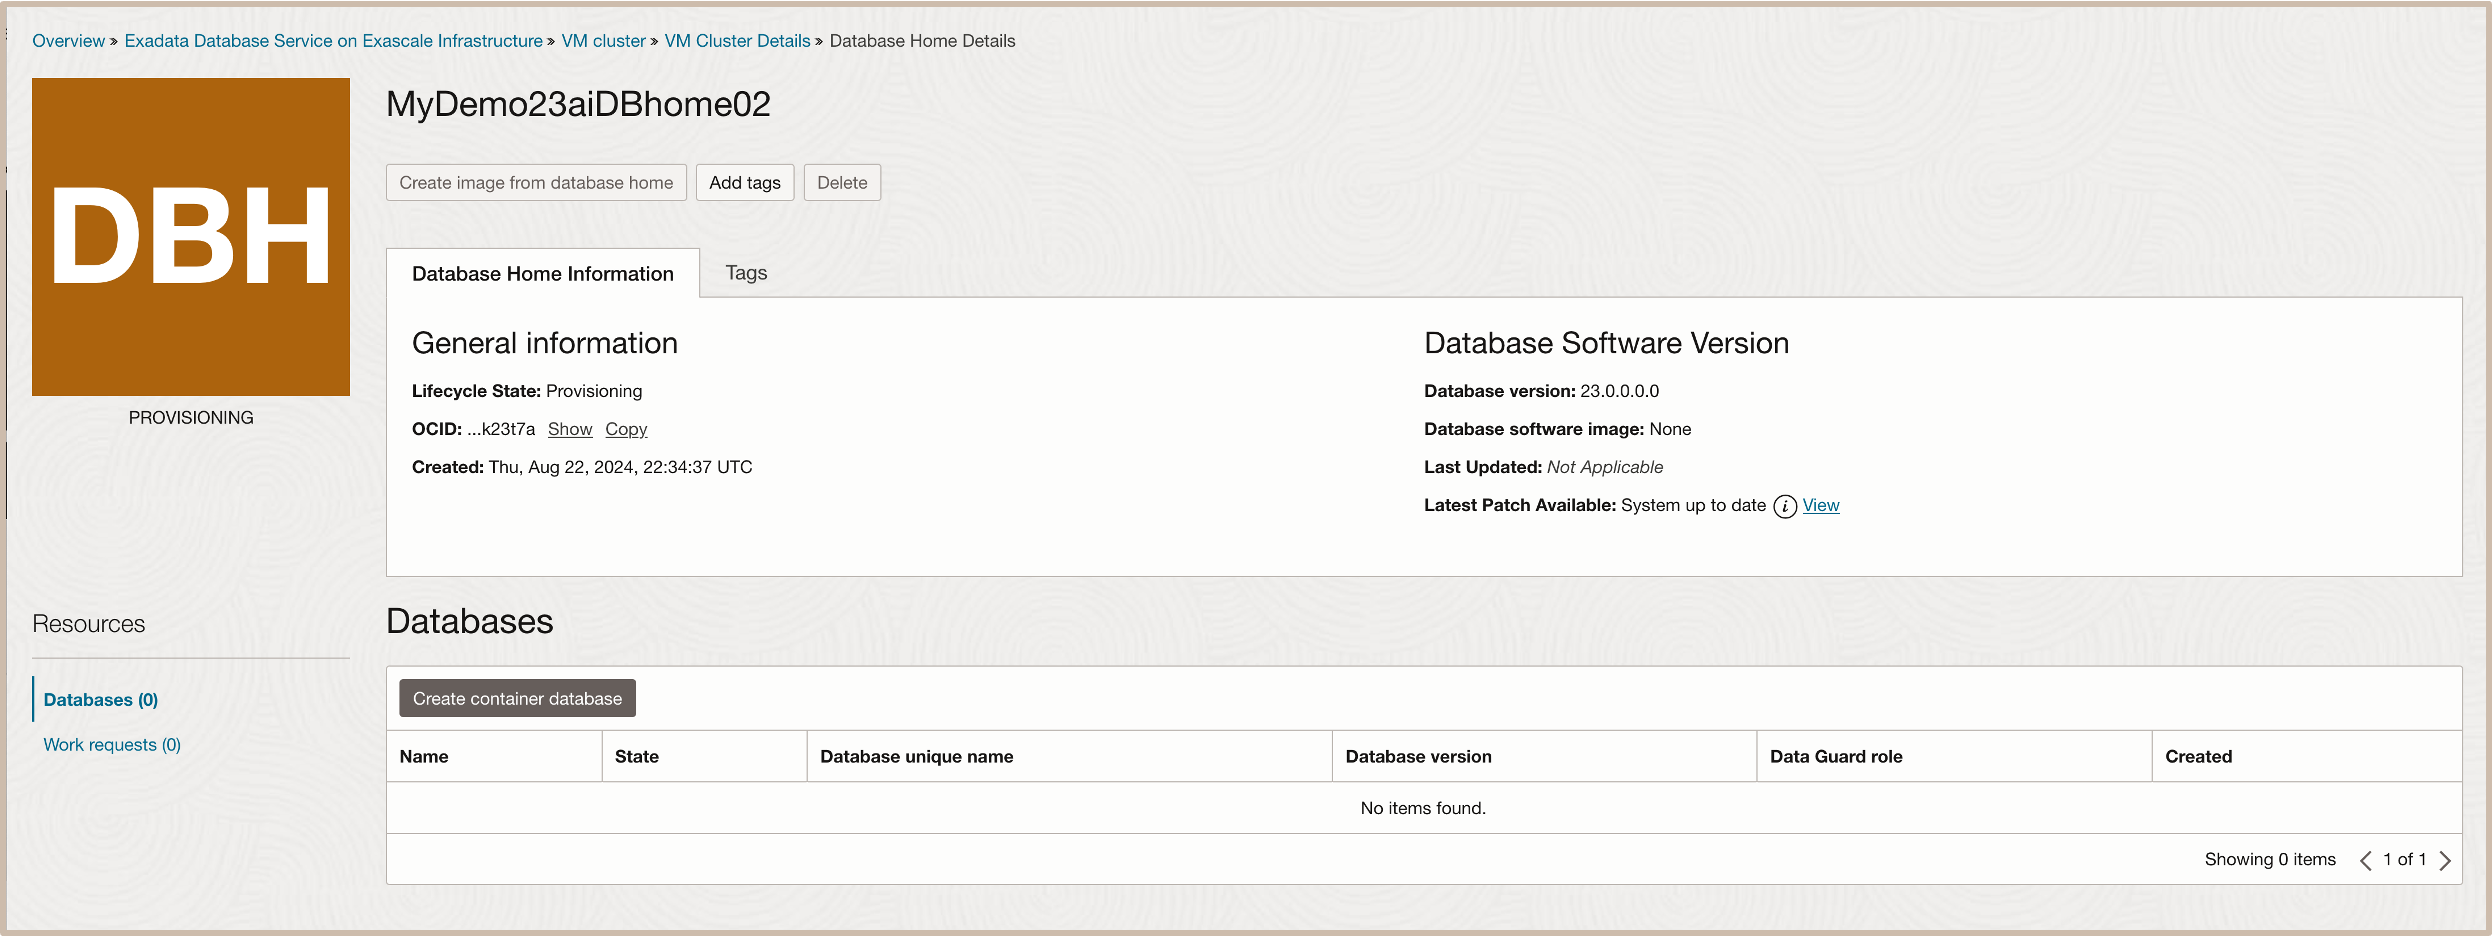 Overview » Exadata Database Service on Exascale Infrastructure » VM cluster » VM Cluster Details » Database Home Details
DBH
PROVISIONING
MyDemo23aiDBhome02
Create image from database home Add tags Delete
Database Home Information Tags
General information
Lifecycle State: Provisioning
OCID: ...k23t7a Show Copy
Created: Thu, Aug 22, 2024, 22:34:37 UTC
Database Software Version
Database version: 23.0.0.0.0
Database software image: None
Last Updated: Not Applicable
Latest Patch Available: System up to date i View
Resources
Databases (0)
Work requests (0)
Databases
Create container database
Name State Database unique name Database version Data Guard role Created
No items found.
Showing 0 items < 1 of 1 >